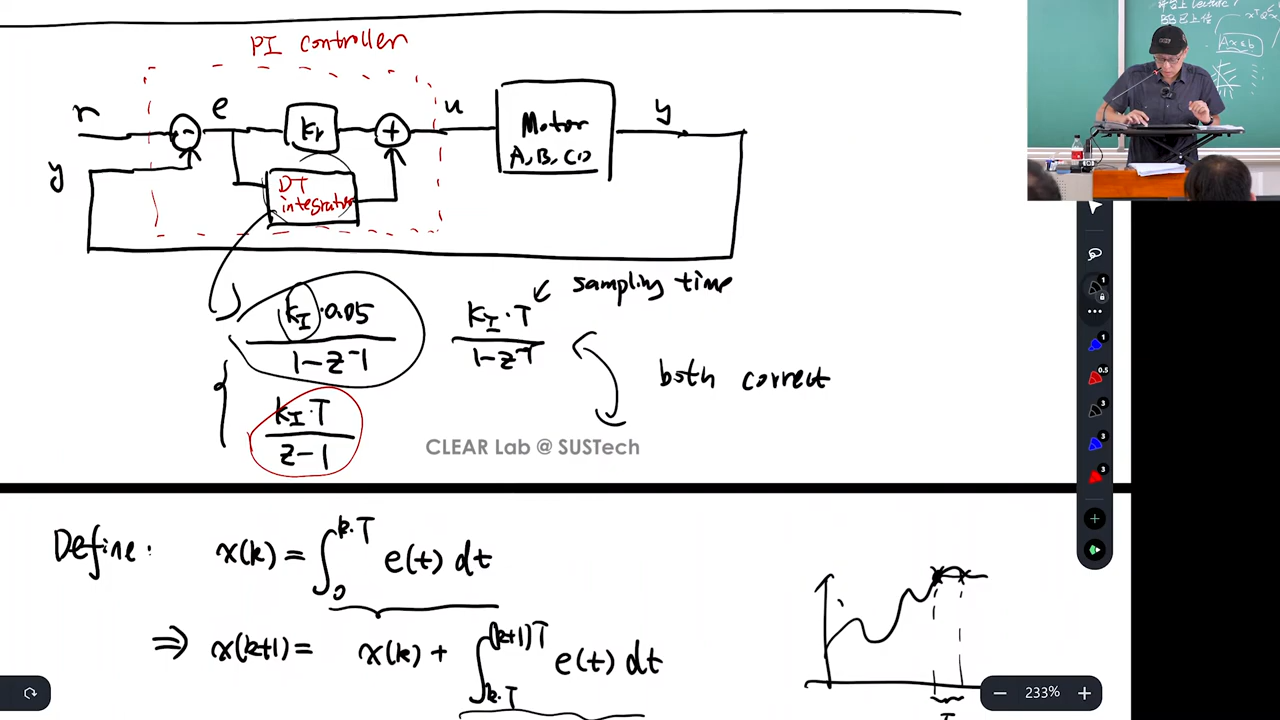 PI controller
r
e
kp
+
u
Motor
A, B, C, D
y
-
y
DT
integrator
sampling time
kI · 0.05
1 - z⁻¹
kI · T
1 - z⁻¹
both correct
kI · T
z - 1
CLEAR Lab @ SUSTech
Define: x(k) = ∫₀^{k·T} e(t) dt
⇒ x(k+1) = x(k) + ∫_{k·T}^{(k+1)T} e(t) dt
T
233%